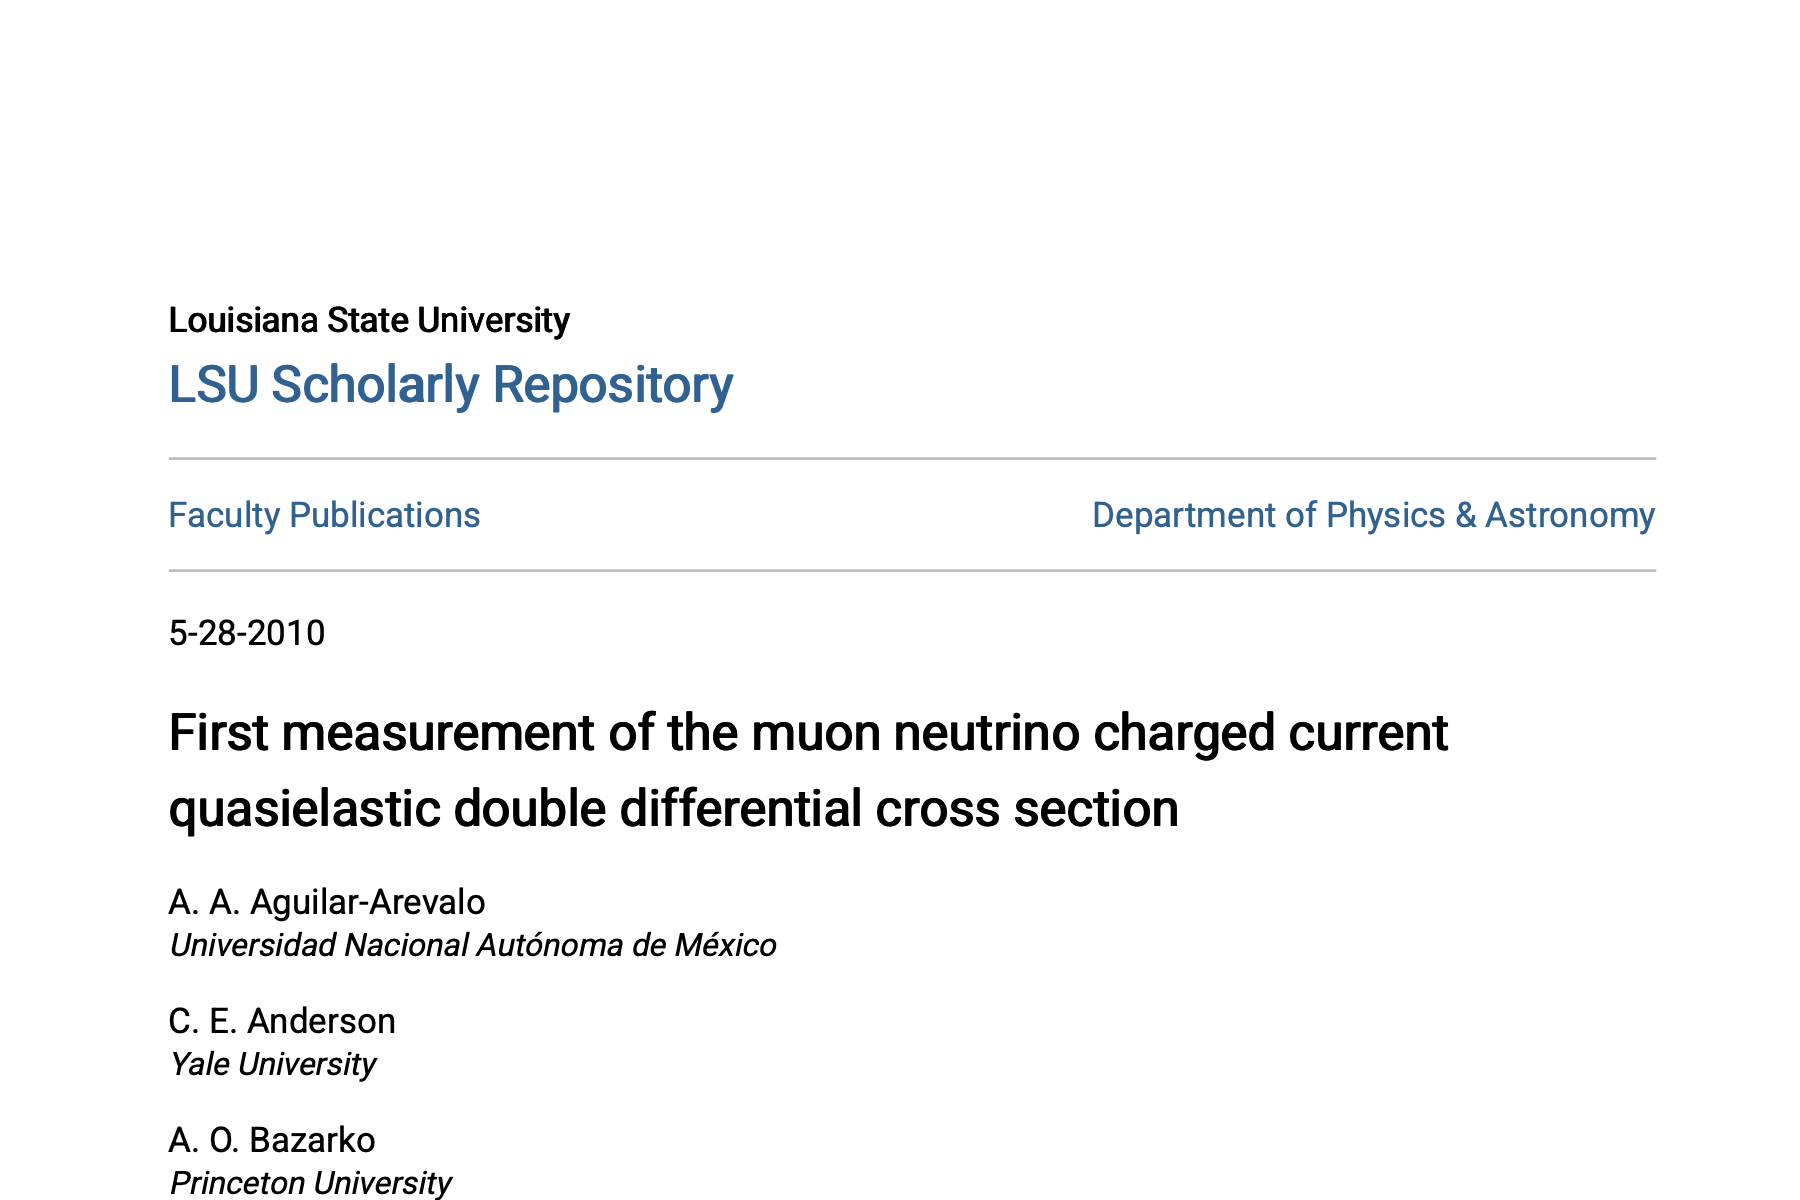 Louisiana State University
LSU Scholarly Repository
Faculty Publications
Department of Physics & Astronomy
5-28-2010
First measurement of the muon neutrino charged current
quasielastic double differential cross section
A. A. Aguilar-Arevalo
Universidad Nacional Autónoma de México
C. E. Anderson
Yale University
A. O. Bazarko
Princeton University